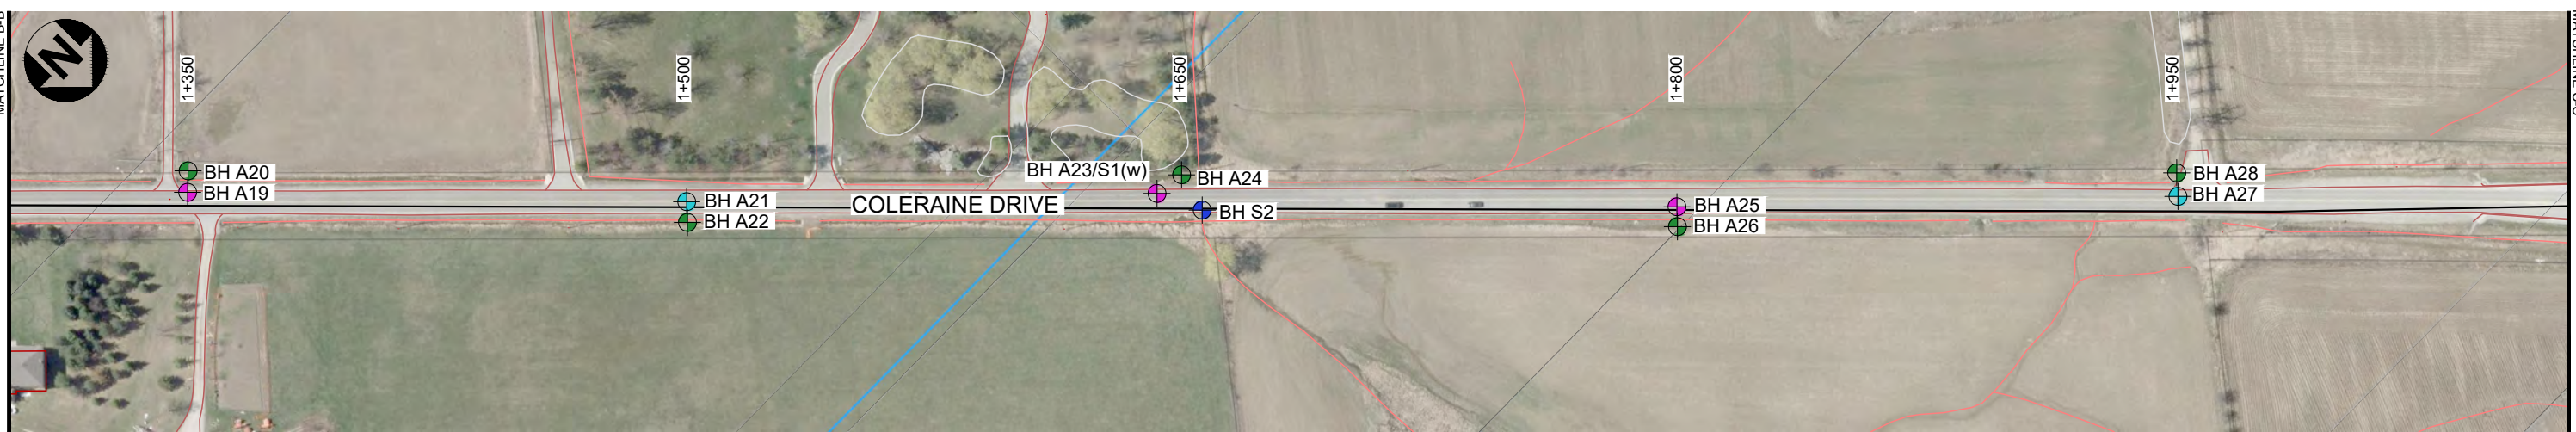 N
1+350
1+500
1+650
1+800
1+950
BH A20
BH A19
BH A21
BH A22
COLERAINE DRIVE
BH A23/S1(w)
BH A24
BH S2
BH A25
BH A26
BH A28
BH A27